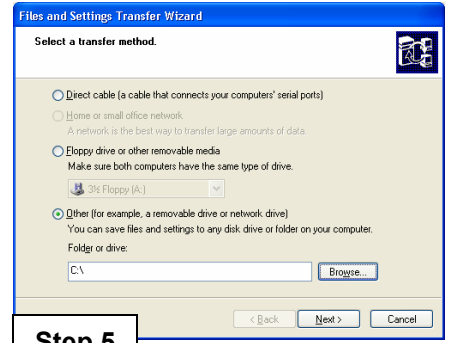 Files and Settings Transfer Wizard
Select a transfer method.
Direct cable (a cable that connects your computers' serial ports)
Home or small office network
A network is the best way to transfer large amounts of data.
Floppy drive or other removable media
Make sure both computers have the same type of drive.
3½ Floppy (A:)
Other (for example, a removable drive or network drive)
You can save files and settings to any disk drive or folder on your computer.
Folder or drive:
C:\
Browse...
< Back Next > Cancel
Step 5